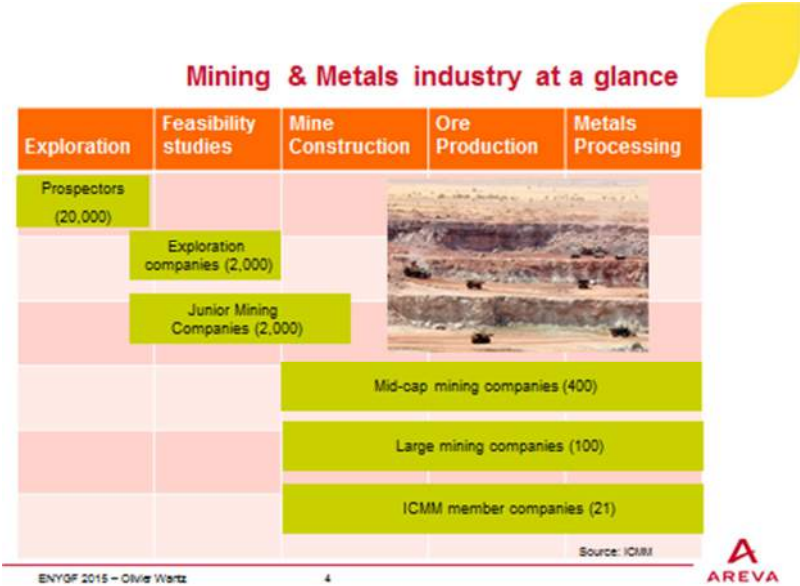 Mining & Metals industry at a glance
Exploration
Feasibility
studies
Mine
Construction
Ore
Production
Metals
Processing
Prospectors
(20,000)
Exploration
companies (2,000)
Junior Mining
Companies (2,000)
Mid-cap mining companies (400)
Large mining companies (100)
ICMM member companies (21)
Source: ICMM
ENYGF 2015 – Olivier Wantz
4
AREVA